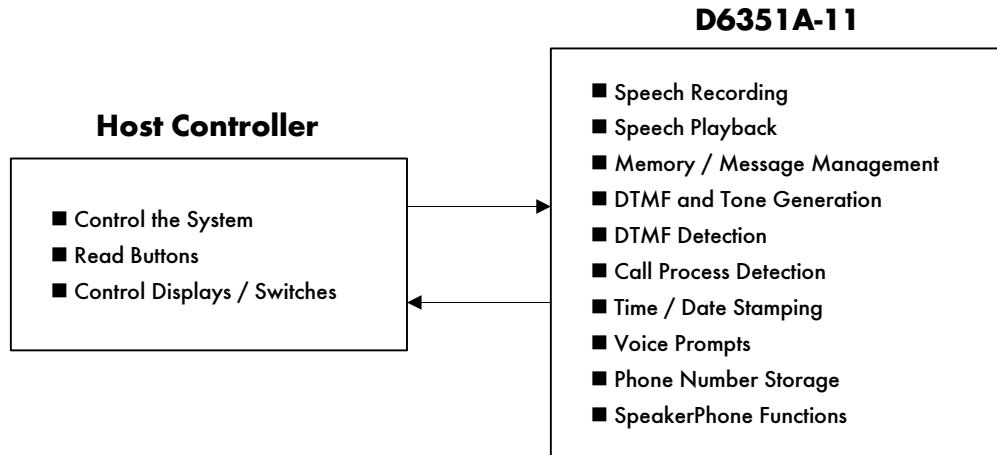 D6351A-11
Host Controller
■ Control the System
■ Read Buttons
■ Control Displays / Switches
■ Speech Recording
■ Speech Playback
■ Memory / Message Management
■ DTMF and Tone Generation
■ DTMF Detection
■ Call Process Detection
■ Time / Date Stamping
■ Voice Prompts
■ Phone Number Storage
■ SpeakerPhone Functions